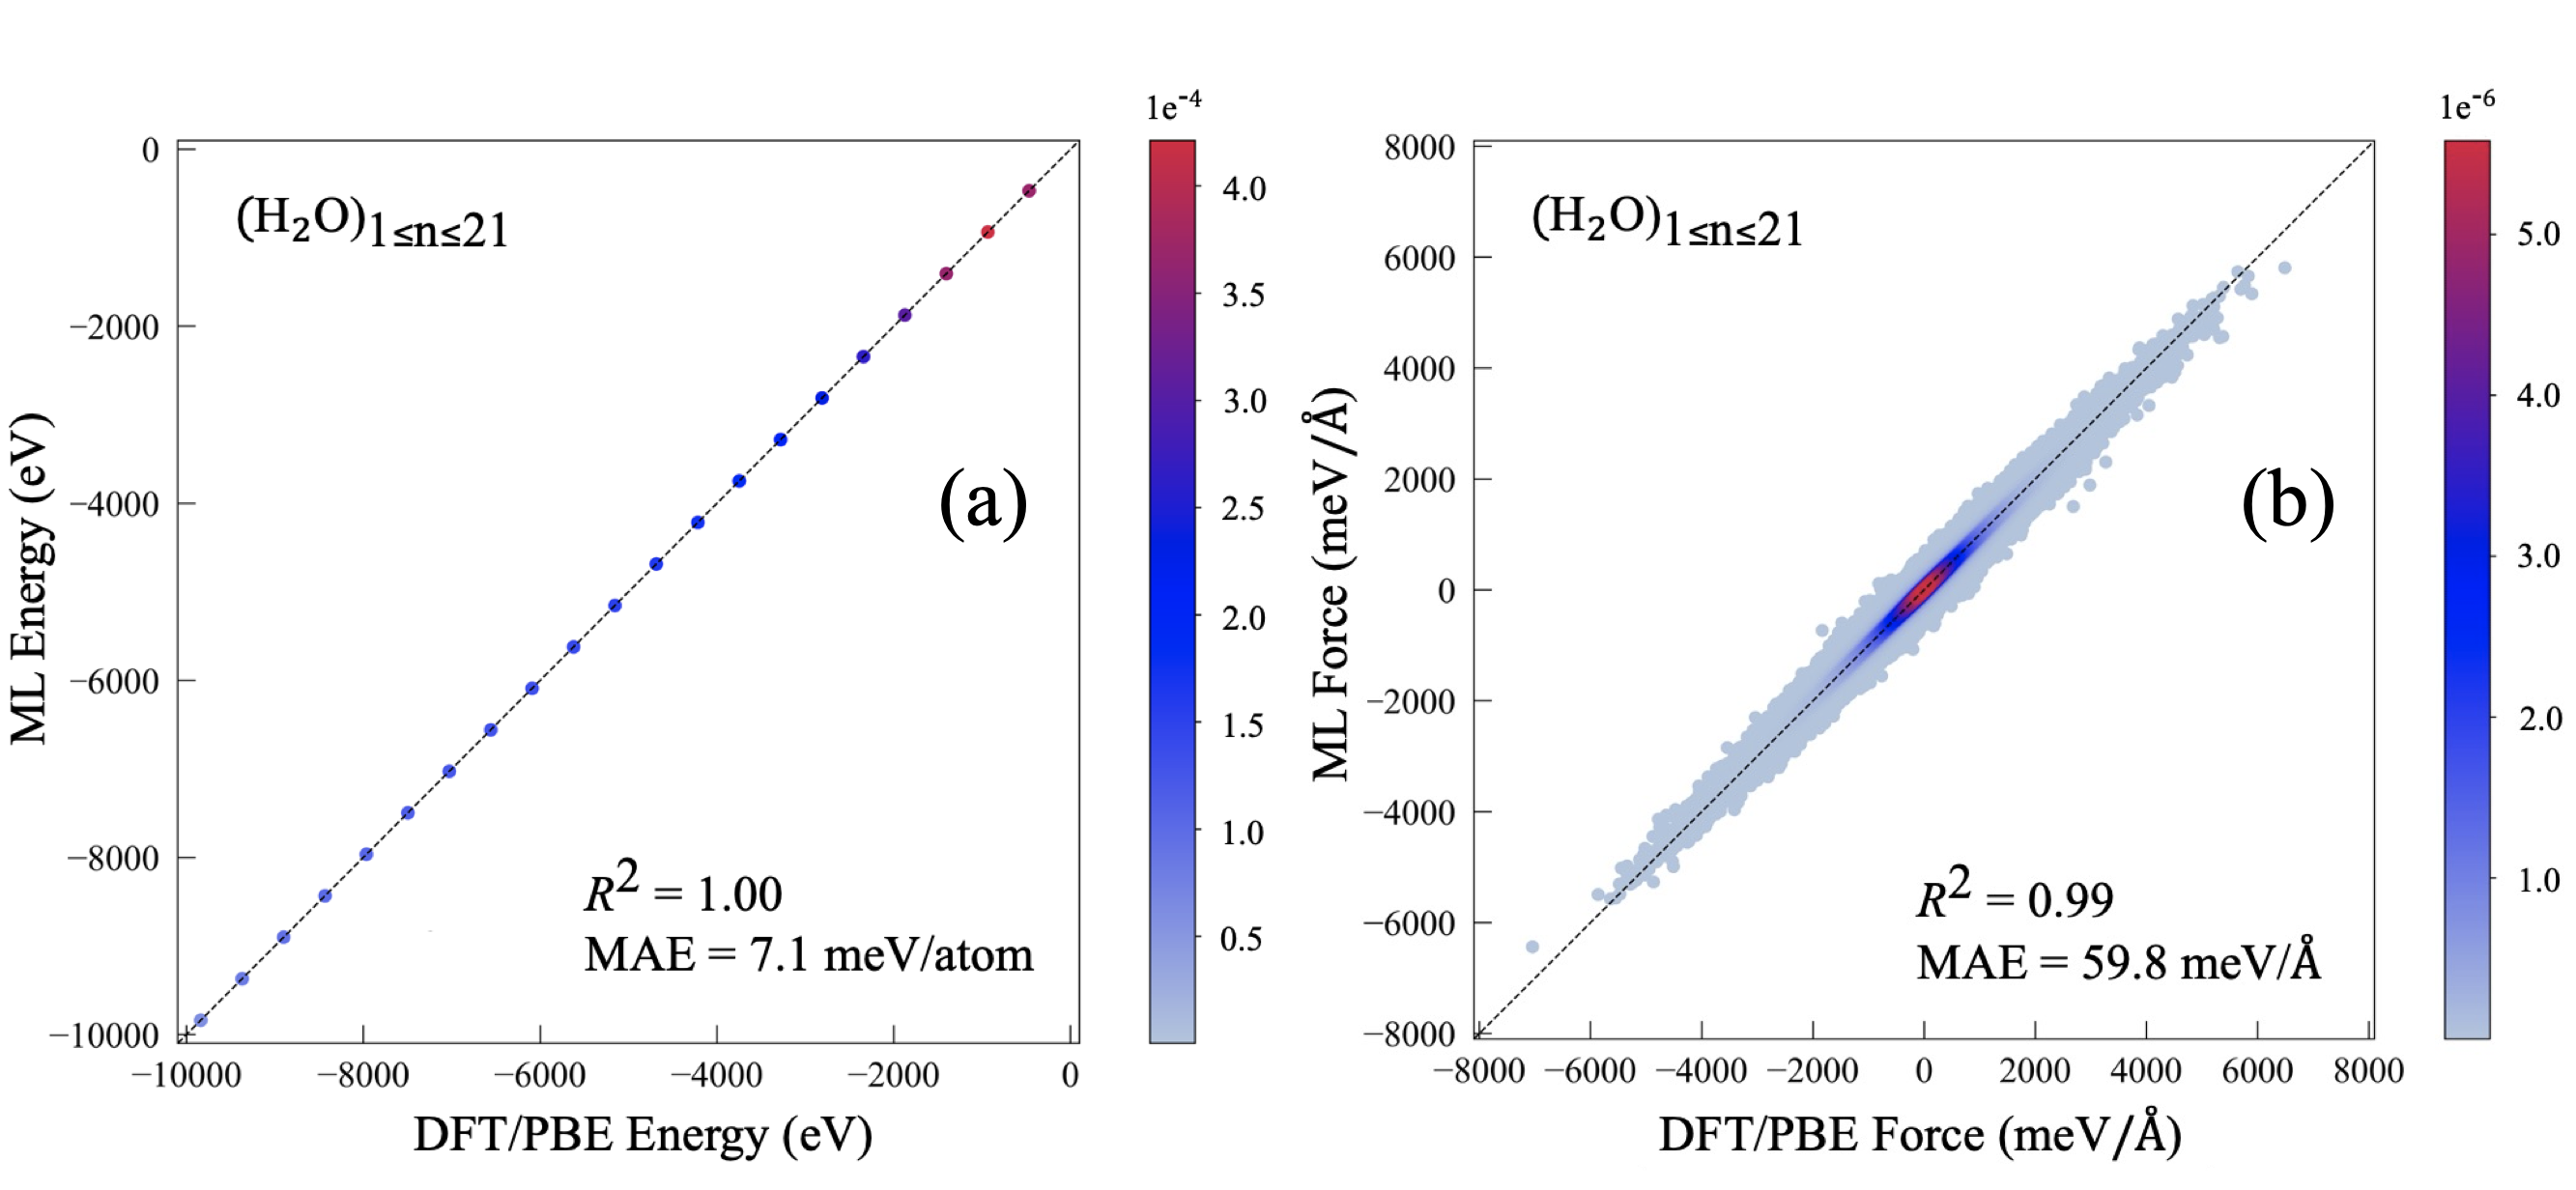 1e-4
0
−2000
−4000
−6000
−8000
−10000
ML Energy (eV)
(H2O)1≤n≤21
(a)
R2 = 1.00
MAE = 7.1 meV/atom
−10000 −8000 −6000 −4000 −2000 0
DFT/PBE Energy (eV)
4.0
3.5
3.0
2.5
2.0
1.5
1.0
0.5
1e-6
8000
6000
4000
2000
0
−2000
−4000
−6000
−8000
ML Force (meV/Å)
(H2O)1≤n≤21
(b)
R2 = 0.99
MAE = 59.8 meV/Å
−8000 −6000 −4000 −2000 0 2000 4000 6000 8000
DFT/PBE Force (meV/Å)
5.0
4.0
3.0
2.0
1.0